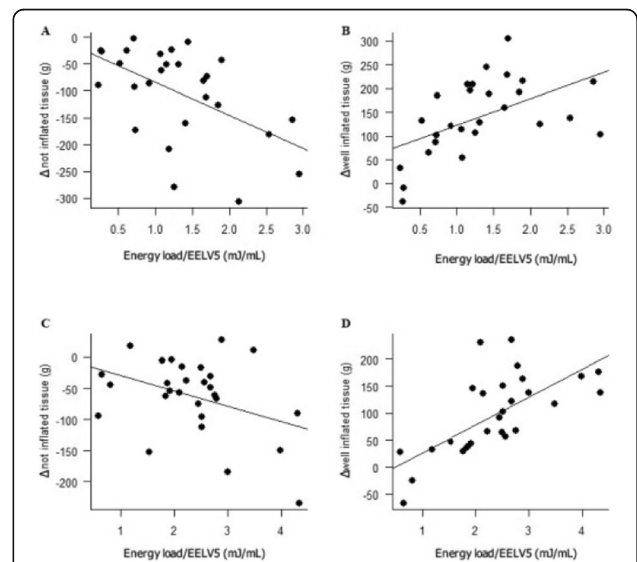 A
Δnot inflated tissue (g)
0
-50
-100
-150
-200
-250
-300
0.5 1.0 1.5 2.0 2.5 3.0
Energy load/EELV5 (mJ/mL)
B
Δwell inflated tissue (g)
300
250
200
150
100
50
0
-50
0.5 1.0 1.5 2.0 2.5 3.0
Energy load/EELV5 (mJ/mL)
C
Δnot inflated tissue (g)
0
-50
-100
-150
-200
1 2 3 4
Energy load/EELV5 (mJ/mL)
D
Δwell inflated tissue (g)
200
150
100
50
0
-50
1 2 3 4
Energy load/EELV5 (mJ/mL)